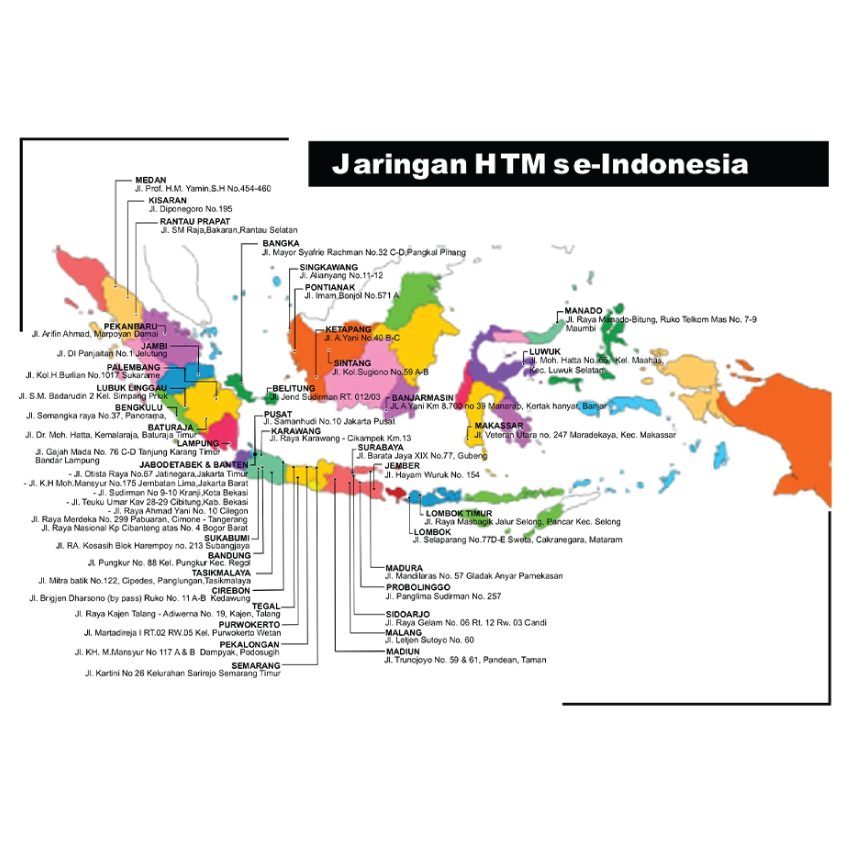 Jaringan HTM se-Indonesia
MEDAN
Jl. Prof. H.M. Yamin,S.H No.454-460
KISARAN
Jl. Diponegoro No.195
RANTAU PRAPAT
Jl. SM Raja,Bakaran,Rantau Selatan
BANGKA
Jl. Mayor Syafrie Rachman No.32 C-D,Pangkal Pinang
SINGKAWANG
Jl. Alianyang No.11-12
PONTIANAK
Jl. Imam Bonjol No.571 A
KETAPANG
Jl. A.Yani No.40 B-C
SINTANG
Jl. Kol.Sugiono No.59 A-B
MANADO
Jl. Raya Manado-Bitung, Ruko Telkom Mas No. 7-9
Maumbi
LUWUK
Jl. Moh. Hatta No. 65, Kel. Maahas
Kec. Luwuk Selatan
PEKANBARU
Jl. Arifin Ahmad, Marpoyan Damai
JAMBI
Jl. DI Panjaitan No.1 Jelutung
PALEMBANG
Jl. Kol.H.Burlian No.1017 Sukarame
LUBUK LINGGAU
Jl. S.M. Badarudin 2 Kel. Simpang Priuk
BENGKULU
Jl. Semangka raya No.37, Panorama,
BATURAJA
Jl. Dr. Moh. Hatta, Kemalaraja, Baturaja Timur
LAMPUNG
Jl. Gajah Mada No. 76 C-D Tanjung Karang Timur
Bandar Lampung
BELITUNG
Jl. Jend Sudirman RT. 012/03
BANJARMASIN
JL A Yani Km 8.700 no 39 Manarap, Kertak hanyar, Banjar
PUSAT
Jl. Samanhudi No.10 Jakarta Pusat
KARAWANG
Jl. Raya Karawang - Cikampek Km.13
MAKASSAR
Jl. Veteran Utara no. 247 Maradekaya, Kec. Makassar
SURABAYA
Jl. Barata Jaya XIX No.77, Gubeng
JEMBER
Jl. Hayam Wuruk No. 154
JABODETABEK & BANTEN
- Jl. Otista Raya No.67 Jatinegara,Jakarta Timur
- Jl. K.H Moh.Mansyur No.175 Jembatan Lima,Jakarta Barat
- Jl. Sudirman No 9-10 Kranji,Kota Bekasi
- Jl. Teuku Umar Kav 28-29 Cibitung,Kab. Bekasi
- Jl. Raya Ahmad Yani No. 10 Cilegon
Jl. Raya Merdeka No. 299 Pabuaran, Cimone - Tangerang
Jl. Raya Nasional Kp Cibanteng atas No. 4 Bogor Barat
SUKABUMI
Jl. RA. Kosasih Blok Harempoy no. 213 Subangjaya
BANDUNG
Jl. Pungkur No. 88 Kel. Pungkur Kec. Regol
TASIKMALAYA
Jl. Mitra batik No.122, Cipedes, Panglungan,Tasikmalaya
CIREBON
Jl. Brigjen Dharsono (by pass) Ruko No. 11 A-B Kedawung
TEGAL
Jl. Raya Kajen Talang - Adiwerna No. 19, Kajen, Talang
PURWOKERTO
Jl. Martadireja I RT.02 RW.05 Kel. Purwokerto Wetan
PEKALONGAN
Jl. KH. M.Mansyur No 117 A & B Dampyak, Podosugih
SEMARANG
Jl. Kartini No 26 Kelurahan Sarirejo Semarang Timur
LOMBOK TIMUR
Jl. Raya Masbagik Jalur Selong, Pancar Kec. Selong
LOMBOK
Jl. Selaparang No.77D-E Sweta, Cakranegara, Mataram
MADURA
Jl. Mandilaras No. 57 Gladak Anyar Pamekasan
PROBOLINGGO
Jl. Panglima Sudirman No. 257
SIDOARJO
Jl. Raya Gelam No. 06 Rt. 12 Rw. 03 Candi
MALANG
Jl. Letjen Sutoyo No. 60
MADIUN
Jl. Trunojoyo No. 59 & 61, Pandean, Taman